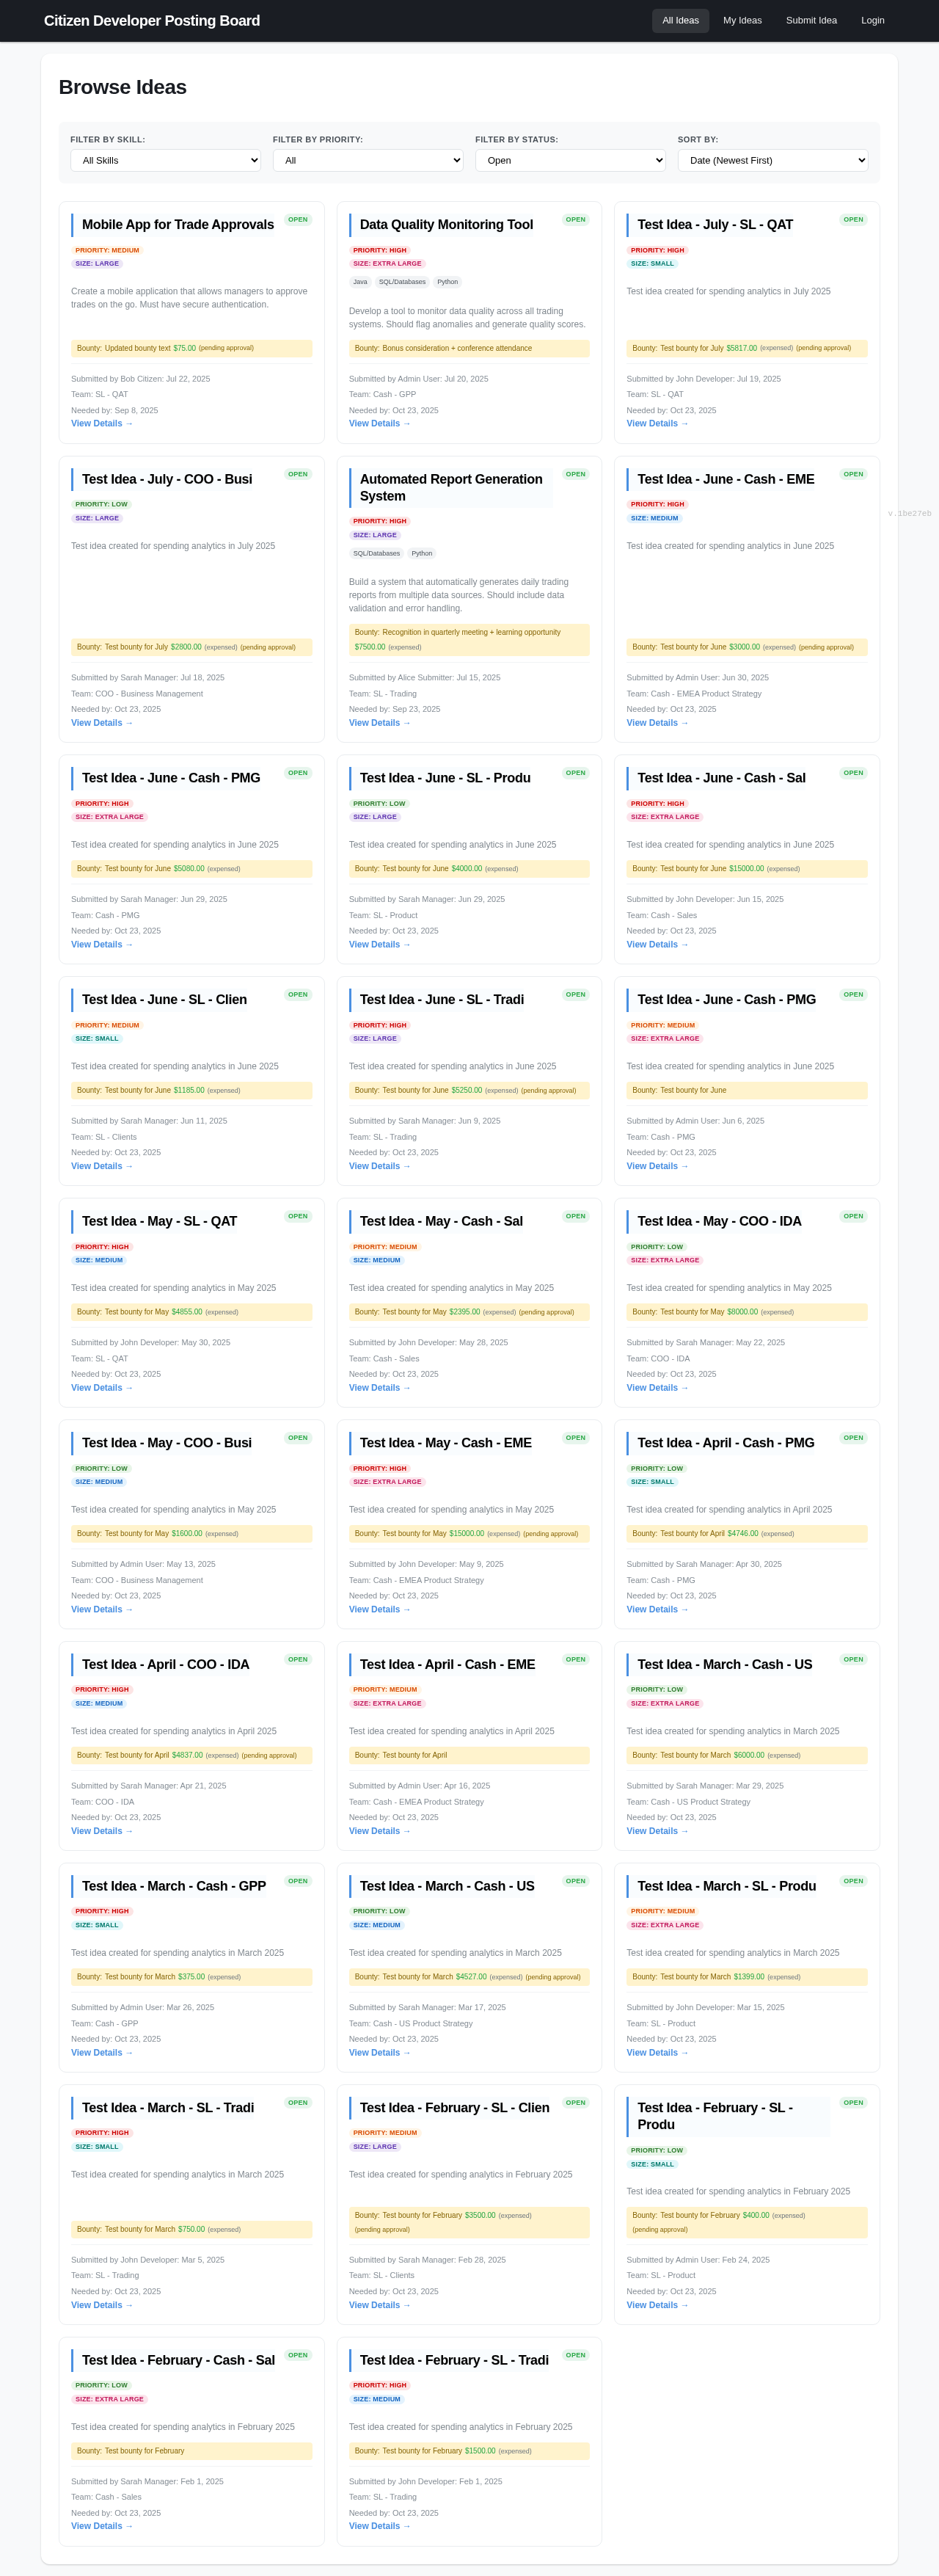 Citizen Developer Posting Board
All Ideas
My Ideas
Submit Idea
Login
Browse Ideas
FILTER BY SKILL:
All Skills
FILTER BY PRIORITY:
All
FILTER BY STATUS:
Open
SORT BY:
Date (Newest First)
Mobile App for Trade Approvals
OPEN
PRIORITY: MEDIUM
SIZE: LARGE
Create a mobile application that allows managers to approve
trades on the go. Must have secure authentication.
Bounty: Updated bounty text $75.00 (pending approval)
Submitted by Bob Citizen: Jul 22, 2025
Team: SL - QAT
Needed by: Sep 8, 2025
View Details →
Data Quality Monitoring Tool
OPEN
PRIORITY: HIGH
SIZE: EXTRA LARGE
Java SQL/Databases Python
Develop a tool to monitor data quality across all trading
systems. Should flag anomalies and generate quality scores.
Bounty: Bonus consideration + conference attendance
Submitted by Admin User: Jul 20, 2025
Team: Cash - GPP
Needed by: Oct 23, 2025
View Details →
Test Idea - July - SL - QAT
OPEN
PRIORITY: HIGH
SIZE: SMALL
Test idea created for spending analytics in July 2025
Bounty: Test bounty for July $5817.00 (expensed) (pending approval)
Submitted by John Developer: Jul 19, 2025
Team: SL - QAT
Needed by: Oct 23, 2025
View Details →
Test Idea - July - COO - Busi
OPEN
PRIORITY: LOW
SIZE: LARGE
Test idea created for spending analytics in July 2025
Bounty: Test bounty for July $2800.00 (expensed) (pending approval)
Submitted by Sarah Manager: Jul 18, 2025
Team: COO - Business Management
Needed by: Oct 23, 2025
View Details →
Automated Report Generation
System
OPEN
PRIORITY: HIGH
SIZE: LARGE
SQL/Databases Python
Build a system that automatically generates daily trading
reports from multiple data sources. Should include data
validation and error handling.
Bounty: Recognition in quarterly meeting + learning opportunity
$7500.00 (expensed)
Submitted by Alice Submitter: Jul 15, 2025
Team: SL - Trading
Needed by: Sep 23, 2025
View Details →
Test Idea - June - Cash - EME
OPEN
PRIORITY: HIGH
SIZE: MEDIUM
Test idea created for spending analytics in June 2025
Bounty: Test bounty for June $3000.00 (expensed) (pending approval)
Submitted by Admin User: Jun 30, 2025
Team: Cash - EMEA Product Strategy
Needed by: Oct 23, 2025
View Details →
v.1be27eb
Test Idea - June - Cash - PMG
OPEN
PRIORITY: HIGH
SIZE: EXTRA LARGE
Test idea created for spending analytics in June 2025
Bounty: Test bounty for June $5080.00 (expensed)
Submitted by Sarah Manager: Jun 29, 2025
Team: Cash - PMG
Needed by: Oct 23, 2025
View Details →
Test Idea - June - SL - Produ
OPEN
PRIORITY: LOW
SIZE: LARGE
Test idea created for spending analytics in June 2025
Bounty: Test bounty for June $4000.00 (expensed)
Submitted by Sarah Manager: Jun 29, 2025
Team: SL - Product
Needed by: Oct 23, 2025
View Details →
Test Idea - June - Cash - Sal
OPEN
PRIORITY: HIGH
SIZE: EXTRA LARGE
Test idea created for spending analytics in June 2025
Bounty: Test bounty for June $15000.00 (expensed)
Submitted by John Developer: Jun 15, 2025
Team: Cash - Sales
Needed by: Oct 23, 2025
View Details →
Test Idea - June - SL - Clien
OPEN
PRIORITY: MEDIUM
SIZE: SMALL
Test idea created for spending analytics in June 2025
Bounty: Test bounty for June $1185.00 (expensed)
Submitted by Sarah Manager: Jun 11, 2025
Team: SL - Clients
Needed by: Oct 23, 2025
View Details →
Test Idea - June - SL - Tradi
OPEN
PRIORITY: HIGH
SIZE: LARGE
Test idea created for spending analytics in June 2025
Bounty: Test bounty for June $5250.00 (expensed) (pending approval)
Submitted by Sarah Manager: Jun 9, 2025
Team: SL - Trading
Needed by: Oct 23, 2025
View Details →
Test Idea - June - Cash - PMG
OPEN
PRIORITY: MEDIUM
SIZE: EXTRA LARGE
Test idea created for spending analytics in June 2025
Bounty: Test bounty for June
Submitted by Admin User: Jun 6, 2025
Team: Cash - PMG
Needed by: Oct 23, 2025
View Details →
Test Idea - May - SL - QAT
OPEN
PRIORITY: HIGH
SIZE: MEDIUM
Test idea created for spending analytics in May 2025
Bounty: Test bounty for May $4855.00 (expensed)
Submitted by John Developer: May 30, 2025
Team: SL - QAT
Needed by: Oct 23, 2025
View Details →
Test Idea - May - Cash - Sal
OPEN
PRIORITY: MEDIUM
SIZE: MEDIUM
Test idea created for spending analytics in May 2025
Bounty: Test bounty for May $2395.00 (expensed) (pending approval)
Submitted by John Developer: May 28, 2025
Team: Cash - Sales
Needed by: Oct 23, 2025
View Details →
Test Idea - May - COO - IDA
OPEN
PRIORITY: LOW
SIZE: EXTRA LARGE
Test idea created for spending analytics in May 2025
Bounty: Test bounty for May $8000.00 (expensed)
Submitted by Sarah Manager: May 22, 2025
Team: COO - IDA
Needed by: Oct 23, 2025
View Details →
Test Idea - May - COO - Busi
OPEN
PRIORITY: LOW
SIZE: MEDIUM
Test idea created for spending analytics in May 2025
Bounty: Test bounty for May $1600.00 (expensed)
Submitted by Admin User: May 13, 2025
Team: COO - Business Management
Needed by: Oct 23, 2025
View Details →
Test Idea - May - Cash - EME
OPEN
PRIORITY: HIGH
SIZE: EXTRA LARGE
Test idea created for spending analytics in May 2025
Bounty: Test bounty for May $15000.00 (expensed) (pending approval)
Submitted by John Developer: May 9, 2025
Team: Cash - EMEA Product Strategy
Needed by: Oct 23, 2025
View Details →
Test Idea - April - Cash - PMG
OPEN
PRIORITY: LOW
SIZE: SMALL
Test idea created for spending analytics in April 2025
Bounty: Test bounty for April $4746.00 (expensed)
Submitted by Sarah Manager: Apr 30, 2025
Team: Cash - PMG
Needed by: Oct 23, 2025
View Details →
Test Idea - April - COO - IDA
OPEN
PRIORITY: HIGH
SIZE: MEDIUM
Test idea created for spending analytics in April 2025
Bounty: Test bounty for April $4837.00 (expensed) (pending approval)
Submitted by Sarah Manager: Apr 21, 2025
Team: COO - IDA
Needed by: Oct 23, 2025
View Details →
Test Idea - April - Cash - EME
OPEN
PRIORITY: MEDIUM
SIZE: EXTRA LARGE
Test idea created for spending analytics in April 2025
Bounty: Test bounty for April
Submitted by Admin User: Apr 16, 2025
Team: Cash - EMEA Product Strategy
Needed by: Oct 23, 2025
View Details →
Test Idea - March - Cash - US
OPEN
PRIORITY: LOW
SIZE: EXTRA LARGE
Test idea created for spending analytics in March 2025
Bounty: Test bounty for March $6000.00 (expensed)
Submitted by Sarah Manager: Mar 29, 2025
Team: Cash - US Product Strategy
Needed by: Oct 23, 2025
View Details →
Test Idea - March - Cash - GPP
OPEN
PRIORITY: HIGH
SIZE: SMALL
Test idea created for spending analytics in March 2025
Bounty: Test bounty for March $375.00 (expensed)
Submitted by Admin User: Mar 26, 2025
Team: Cash - GPP
Needed by: Oct 23, 2025
View Details →
Test Idea - March - Cash - US
OPEN
PRIORITY: LOW
SIZE: MEDIUM
Test idea created for spending analytics in March 2025
Bounty: Test bounty for March $4527.00 (expensed) (pending approval)
Submitted by Sarah Manager: Mar 17, 2025
Team: Cash - US Product Strategy
Needed by: Oct 23, 2025
View Details →
Test Idea - March - SL - Produ
OPEN
PRIORITY: MEDIUM
SIZE: EXTRA LARGE
Test idea created for spending analytics in March 2025
Bounty: Test bounty for March $1399.00 (expensed)
Submitted by John Developer: Mar 15, 2025
Team: SL - Product
Needed by: Oct 23, 2025
View Details →
Test Idea - March - SL - Tradi
OPEN
PRIORITY: HIGH
SIZE: SMALL
Test idea created for spending analytics in March 2025
Bounty: Test bounty for March $750.00 (expensed)
Submitted by John Developer: Mar 5, 2025
Team: SL - Trading
Needed by: Oct 23, 2025
View Details →
Test Idea - February - SL - Clien
OPEN
PRIORITY: MEDIUM
SIZE: LARGE
Test idea created for spending analytics in February 2025
Bounty: Test bounty for February $3500.00 (expensed)
(pending approval)
Submitted by Sarah Manager: Feb 28, 2025
Team: SL - Clients
Needed by: Oct 23, 2025
View Details →
Test Idea - February - SL -
Produ
OPEN
PRIORITY: LOW
SIZE: SMALL
Test idea created for spending analytics in February 2025
Bounty: Test bounty for February $400.00 (expensed)
(pending approval)
Submitted by Admin User: Feb 24, 2025
Team: SL - Product
Needed by: Oct 23, 2025
View Details →
Test Idea - February - Cash - Sal
OPEN
PRIORITY: LOW
SIZE: EXTRA LARGE
Test idea created for spending analytics in February 2025
Bounty: Test bounty for February
Submitted by Sarah Manager: Feb 1, 2025
Team: Cash - Sales
Needed by: Oct 23, 2025
View Details →
Test Idea - February - SL - Tradi
OPEN
PRIORITY: HIGH
SIZE: MEDIUM
Test idea created for spending analytics in February 2025
Bounty: Test bounty for February $1500.00 (expensed)
Submitted by John Developer: Feb 1, 2025
Team: SL - Trading
Needed by: Oct 23, 2025
View Details →